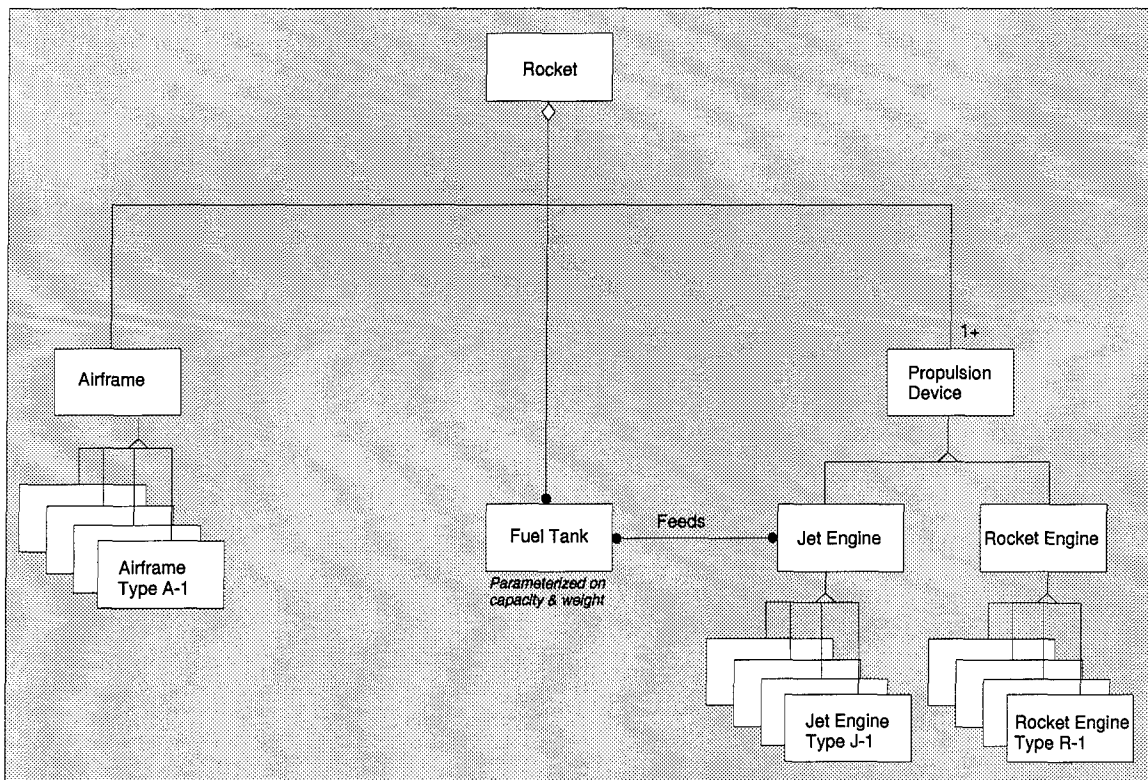 Rocket
1+
Airframe
Propulsion
Device
Fuel Tank
Feeds
Jet Engine
Rocket Engine
Parameterized on
capacity & weight
Airframe
Type A-1
Jet Engine
Type J-1
Rocket Engine
Type R-1